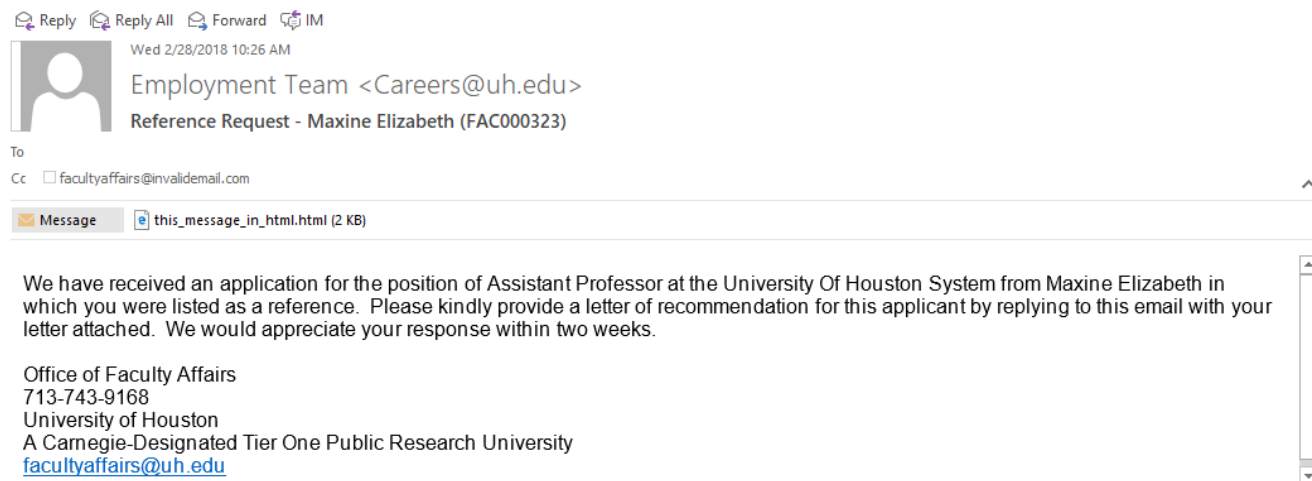 Reply Reply All Forward IM
Wed 2/28/2018 10:26 AM
Employment Team <Careers@uh.edu>
Reference Request - Maxine Elizabeth (FAC000323)
To
Cc facultyaffairs@invalidemail.com
Message this_message_in_html.html (2 KB)
We have received an application for the position of Assistant Professor at the University Of Houston System from Maxine Elizabeth in
which you were listed as a reference.  Please kindly provide a letter of recommendation for this applicant by replying to this email with your
letter attached.  We would appreciate your response within two weeks.
Office of Faculty Affairs
713-743-9168
University of Houston
A Carnegie-Designated Tier One Public Research University
facultyaffairs@uh.edu